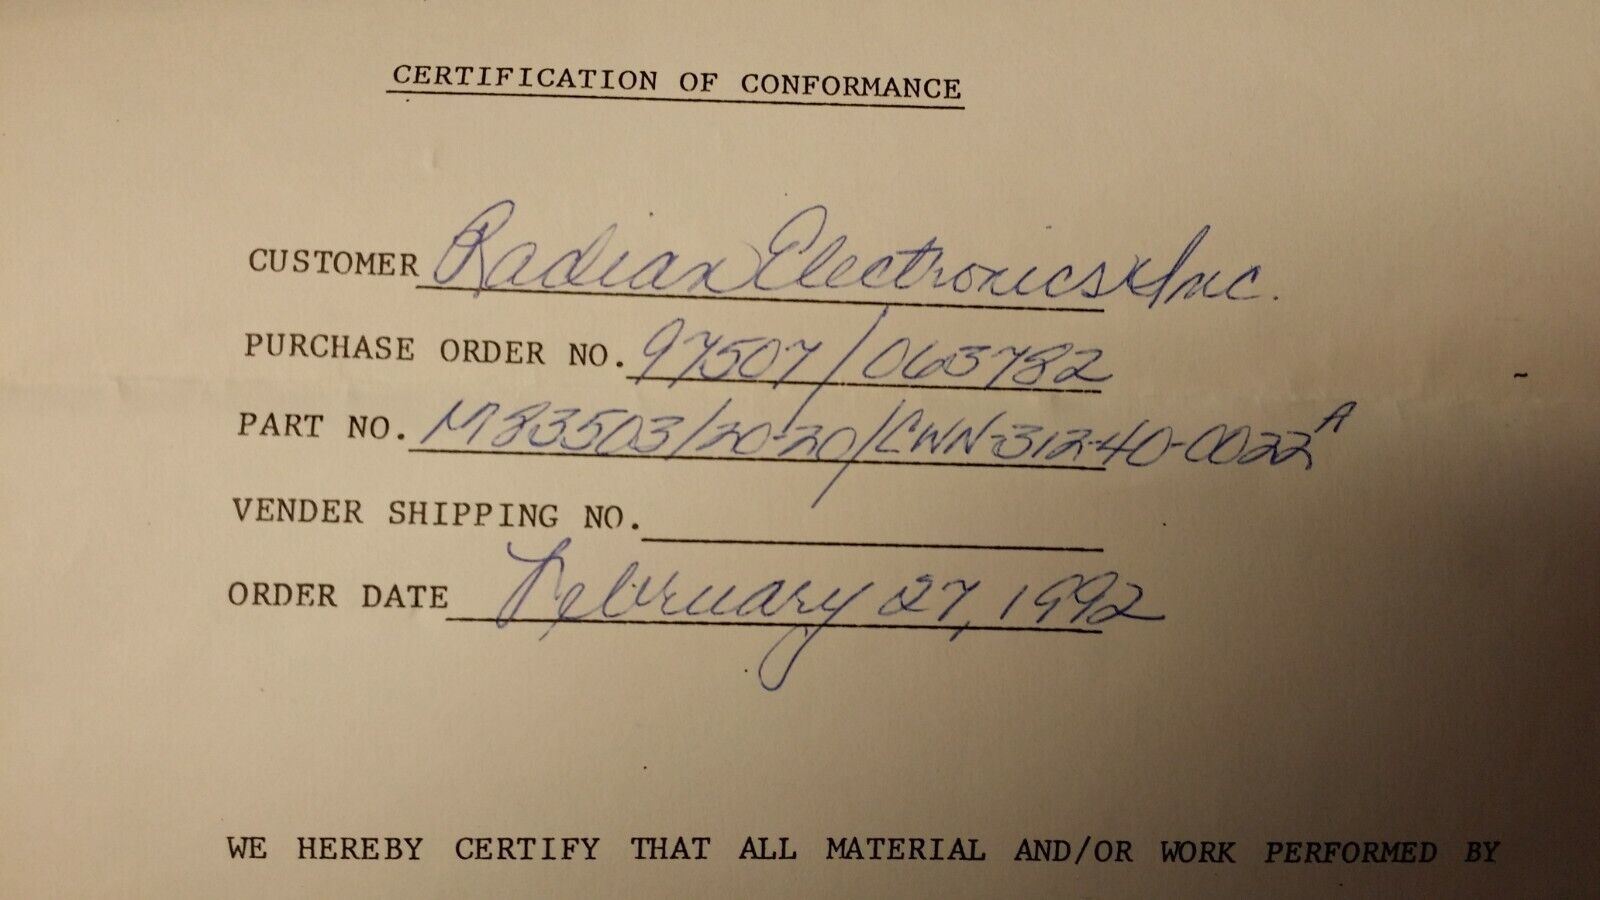 CERTIFICATION OF CONFORMANCE
CUSTOMER Radian Electronics Inc.
PURCHASE ORDER NO. 97507/063782
PART NO. M83503/20-20/CWN-312-40-0022A
VENDER SHIPPING NO.
ORDER DATE February 27, 1992
WE HEREBY CERTIFY THAT ALL MATERIAL AND/OR WORK PERFORMED BY